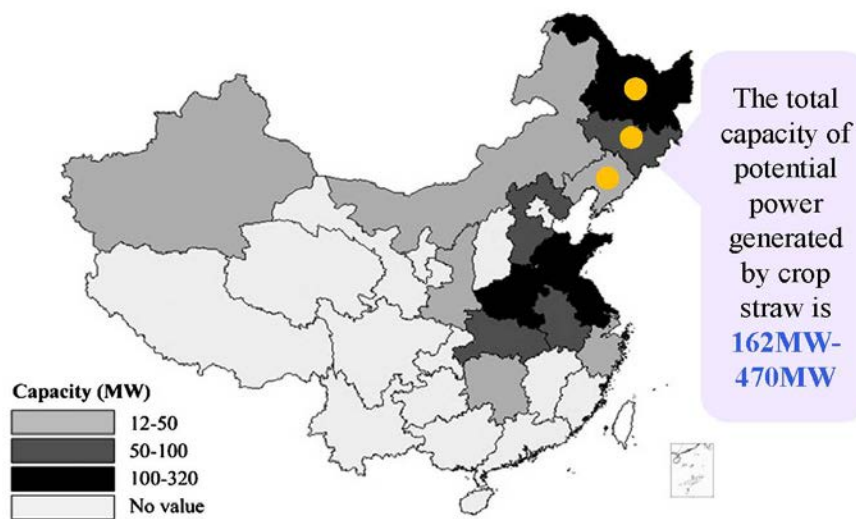 The total
capacity of
potential
power
generated
by crop
straw is
162MW-
470MW
Capacity (MW)
12-50
50-100
100-320
No value